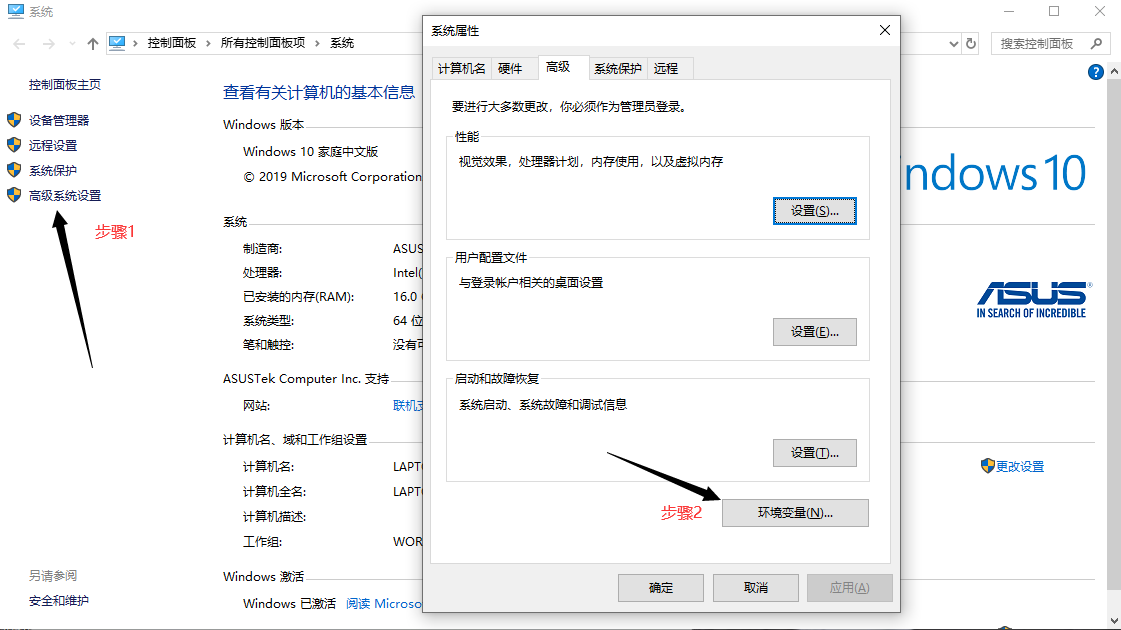 系统
控制面板 › 所有控制面板项 › 系统
搜索控制面板
控制面板主页
设备管理器
远程设置
系统保护
高级系统设置
步骤1
另请参阅
安全和维护
查看有关计算机的基本信息
Windows 版本
Windows 10 家庭中文版
© 2019 Microsoft Corporation
ndows 10
系统
制造商: ASUS
处理器: Intel(
已安装的内存(RAM): 16.0
系统类型: 64 位
笔和触控: 没有可
ASUS
IN SEARCH OF INCREDIBLE
ASUSTek Computer Inc. 支持
网站: 联机支
计算机名、域和工作组设置
计算机名: LAPT
计算机全名: LAPT
计算机描述:
工作组: WOR
更改设置
Windows 激活
Windows 已激活 阅读 Microso
系统属性
计算机名 硬件 高级 系统保护 远程
要进行大多数更改，你必须作为管理员登录。
性能
视觉效果，处理器计划，内存使用，以及虚拟内存
设置(S)...
用户配置文件
与登录帐户相关的桌面设置
设置(E)...
启动和故障恢复
系统启动、系统故障和调试信息
设置(T)...
步骤2
环境变量(N)...
确定 取消 应用(A)